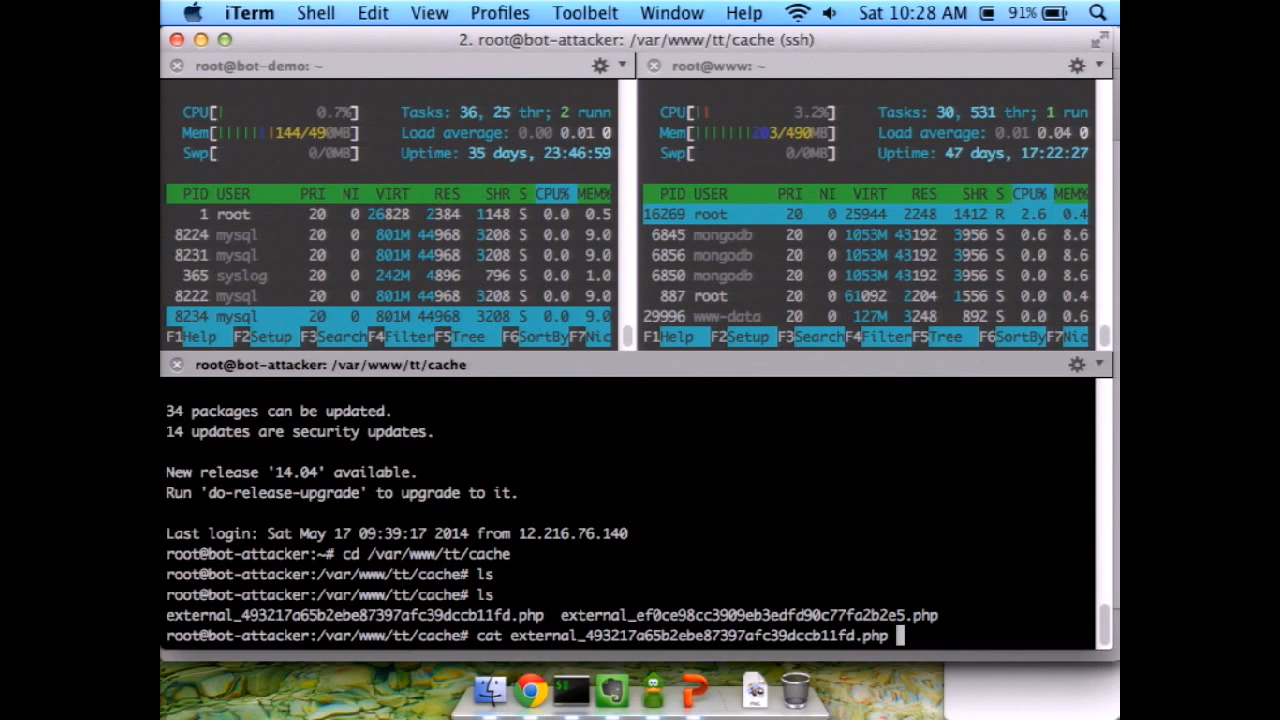 iTerm Shell Edit View Profiles Toolbelt Window Help Sat 10:28 AM 91%
2. root@bot-attacker: /var/www/tt/cache (ssh)
root@bot-demo: ~
CPU[| 0.7%] Tasks: 36, 25 thr; 2 runn
Mem[||||||||144/490MB] Load average: 0.00 0.01 0
Swp[ 0/0MB] Uptime: 35 days, 23:46:59
PID USER PRI NI VIRT RES SHR S CPU% MEM%
1 root 20 0 26828 2384 1148 S 0.0 0.5
8224 mysql 20 0 801M 44968 3208 S 0.0 9.0
8231 mysql 20 0 801M 44968 3208 S 0.0 9.0
365 syslog 20 0 242M 4896 796 S 0.0 1.0
8222 mysql 20 0 801M 44968 3208 S 0.0 9.0
8234 mysql 20 0 801M 44968 3208 S 0.0 9.0
F1Help F2Setup F3Search F4Filter F5Tree F6SortBy F7Nic
root@www: ~
CPU[|| 3.2%] Tasks: 30, 531 thr; 1 run
Mem[|||||||203/490MB] Load average: 0.01 0.04 0
Swp[ 0/0MB] Uptime: 47 days, 17:22:27
PID USER PRI NI VIRT RES SHR S CPU% MEM%
16269 root 20 0 25944 2248 1412 R 2.6 0.4
6845 mongodb 20 0 1053M 43192 3956 S 0.6 8.6
6856 mongodb 20 0 1053M 43192 3956 S 0.0 8.6
6850 mongodb 20 0 1053M 43192 3956 S 0.0 8.6
887 root 20 0 61092 2204 1556 S 0.0 0.4
29996 www-data 20 0 127M 3248 892 S 0.0 0.6
F1Help F2Setup F3Search F4Filter F5Tree F6SortBy F7Nic
root@bot-attacker: /var/www/tt/cache
34 packages can be updated.
14 updates are security updates.
New release '14.04' available.
Run 'do-release-upgrade' to upgrade to it.
Last login: Sat May 17 09:39:17 2014 from 12.216.76.140
root@bot-attacker:~# cd /var/www/tt/cache
root@bot-attacker:/var/www/tt/cache# ls
root@bot-attacker:/var/www/tt/cache# ls
external_493217a65b2ebe87397afc39dccb11fd.php external_ef0ce98cc3909eb3edfd90c77fa2b2e5.php
root@bot-attacker:/var/www/tt/cache# cat external_493217a65b2ebe87397afc39dccb11fd.php